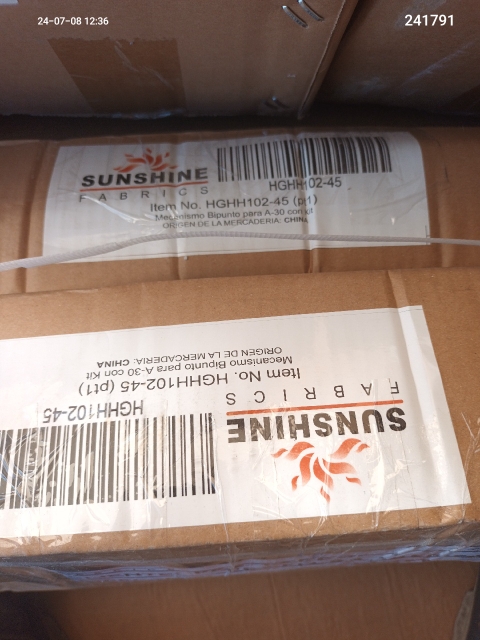 24-07-08 12:36
241791
SUNSHINE
FABRICS
HGHH102-45
Item No. HGHH102-45 (pt1)
Mecanismo Bipunto para A-30 con
ORIGEN DE LA MERCADERIA: CHINA
SUNSHINE
FABRICS
HGHH102-45
Item No. HGHH102-45 (pt1)
Mecanismo Bipunto para A-30 con Kit
ORIGEN DE LA MERCADERIA: CHINA